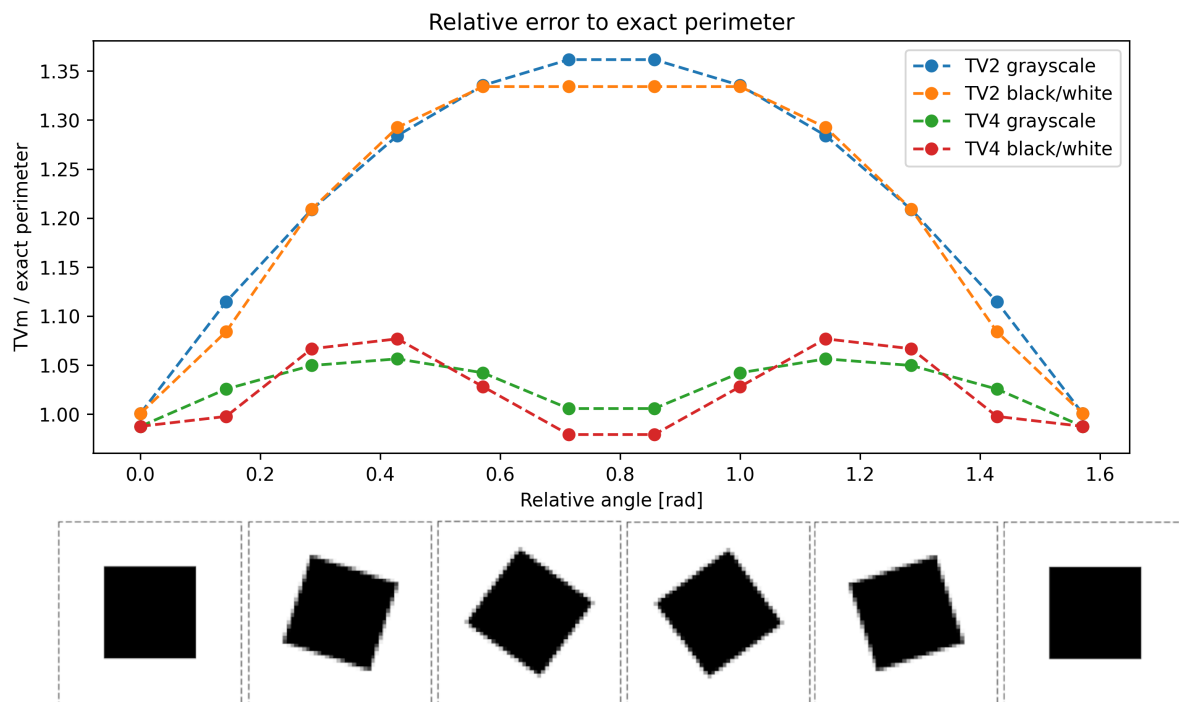 Relative error to exact perimeter
TVm / exact perimeter
1.35
1.30
1.25
1.20
1.15
1.10
1.05
1.00
TV2 grayscale
TV2 black/white
TV4 grayscale
TV4 black/white
0.0 0.2 0.4 0.6 0.8 1.0 1.2 1.4 1.6
Relative angle [rad]